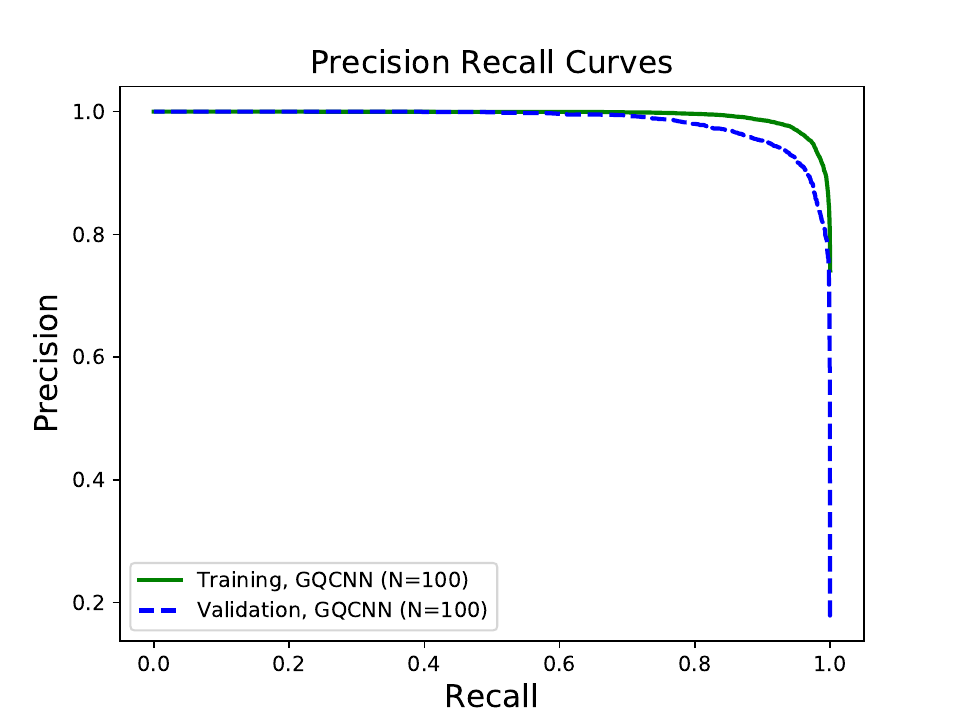 Precision Recall Curves
1.0
0.8
0.6
0.4
0.2
Precision
Training, GQCNN (N=100)
Validation, GQCNN (N=100)
0.0 0.2 0.4 0.6 0.8 1.0
Recall